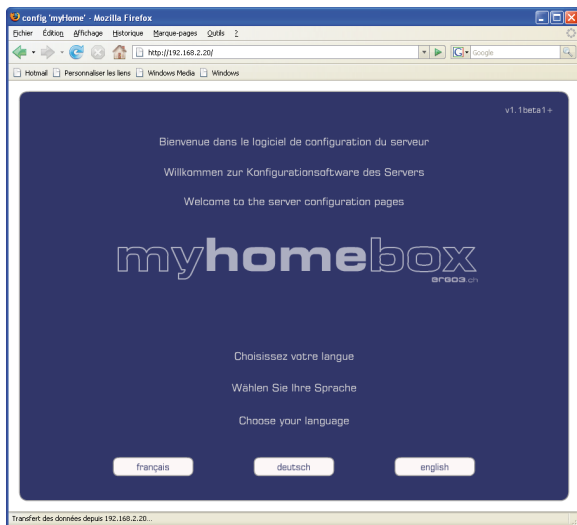 config 'myHome' - Mozilla Firefox
Fichier Édition Affichage Historique Marque-pages Outils ?
http://192.168.2.20/
G Google
Hotmail Personnaliser les liens Windows Media Windows
v1.1beta1+
Bienvenue dans le logiciel de configuration du serveur
Willkommen zur Konfigurationsoftware des Servers
Welcome to the server configuration pages
myhomebox
ergo3.ch
Choisissez votre langue
Wählen Sie Ihre Sprache
Choose your language
français deutsch english
Transfert des données depuis 192.168.2.20...